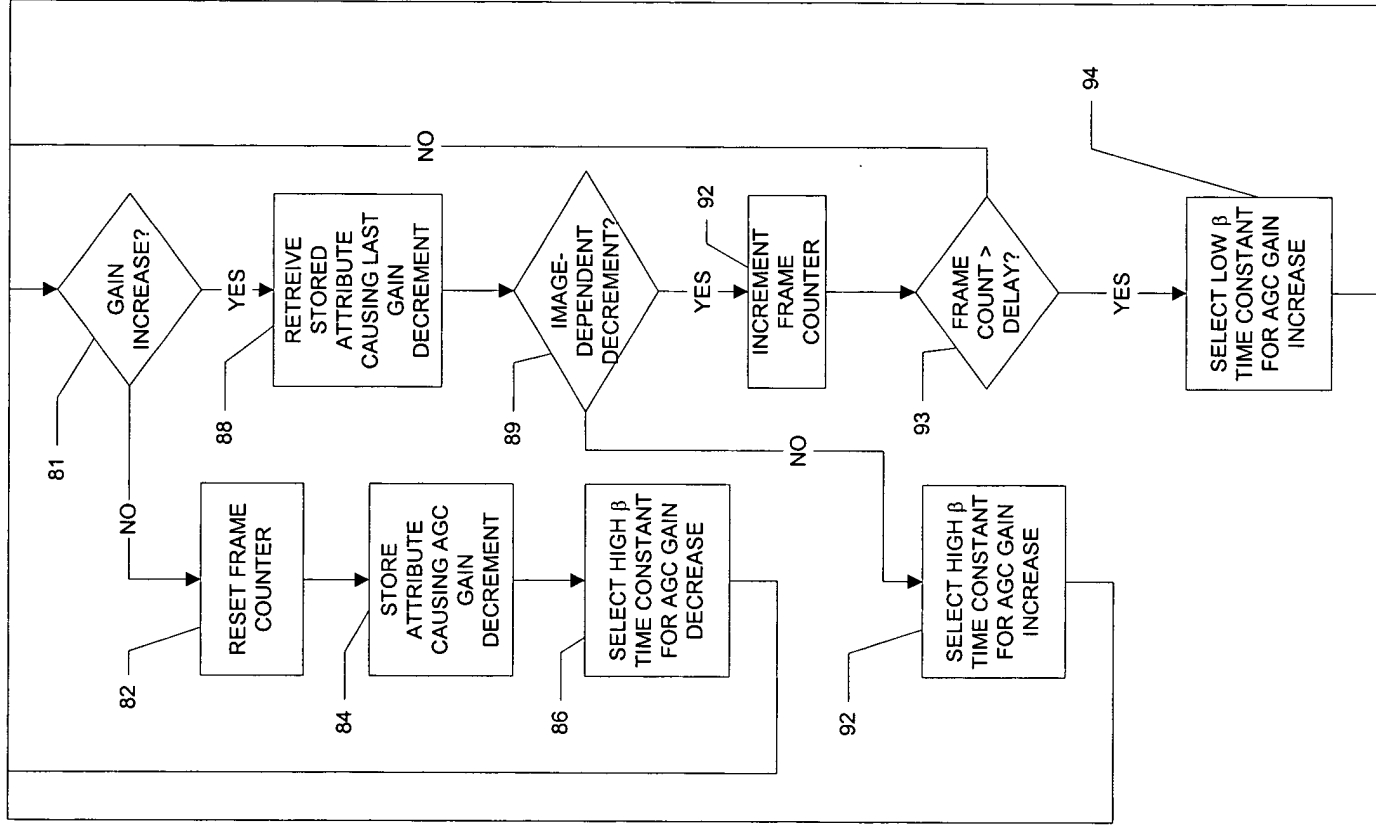 81
GAIN
INCREASE?
NO
YES
82
RESET FRAME
COUNTER
84
STORE
ATTRIBUTE
CAUSING AGC
GAIN
DECREMENT
86
SELECT HIGH β
TIME CONSTANT
FOR AGC GAIN
DECREASE
88
RETREIVE
STORED
ATTRIBUTE
CAUSING LAST
GAIN
DECREMENT
89
IMAGE-
DEPENDENT
DECREMENT?
NO
YES
92
SELECT HIGH β
TIME CONSTANT
FOR AGC GAIN
INCREASE
92
INCREMENT
FRAME
COUNTER
93
FRAME
COUNT >
DELAY?
NO
YES
94
SELECT LOW β
TIME CONSTANT
FOR AGC GAIN
INCREASE